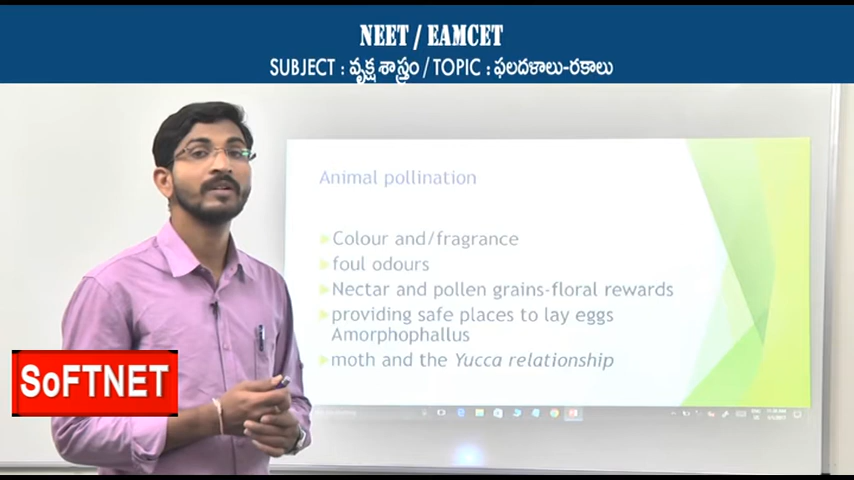 NEET / EAMCET
SUBJECT : వృక్ష శాస్త్రం / TOPIC : ఫలదళాలు-రకాలు
Animal pollination
Colour and/fragrance
foul odours
Nectar and pollen grains-floral rewards
providing safe places to lay eggs
Amorphophallus
moth and the Yucca relationship
SoFTNET